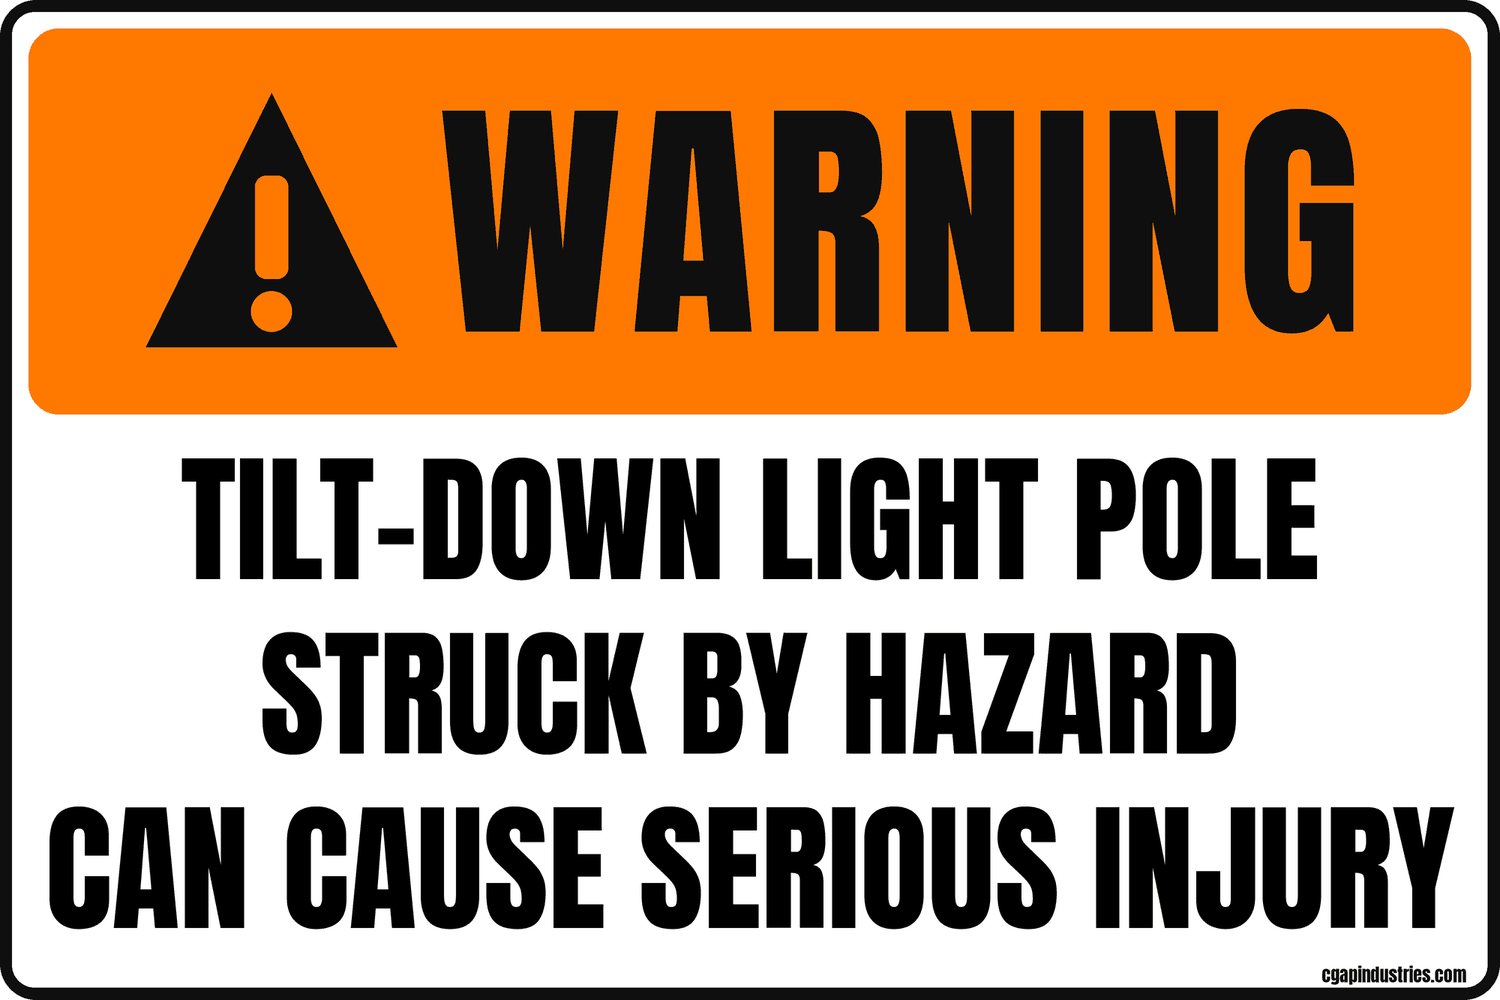 WARNING
TILT-DOWN LIGHT POLE
STRUCK BY HAZARD
CAN CAUSE SERIOUS INJURY
cgapindustries.com